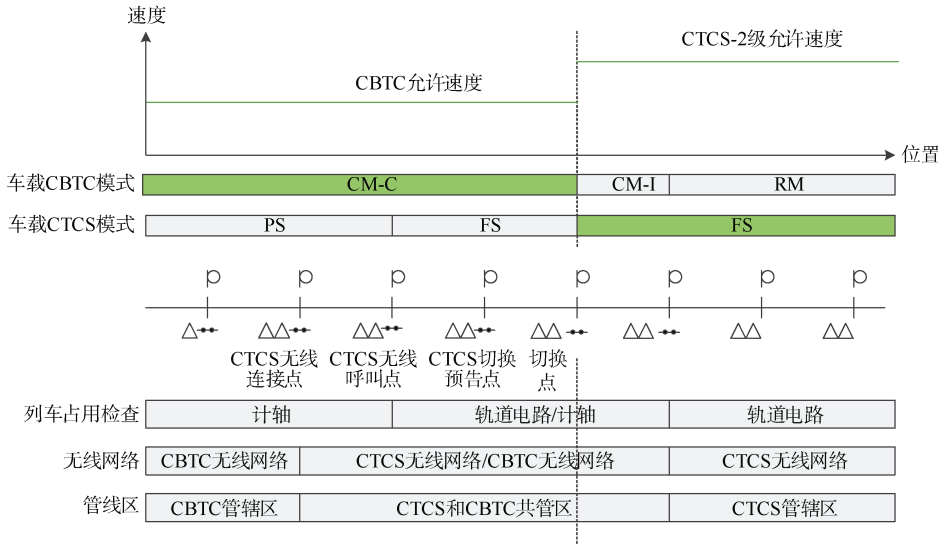 速度
CTCS-2级允许速度
CBTC允许速度
位置
车载CBTC模式
CM-C
CM-I
RM
车载CTCS模式
PS
FS
FS
CTCS无线
连接点
CTCS无线
呼叫点
CTCS切换
预告点
切换
点
列车占用检查
计轴
轨道电路/计轴
轨道电路
无线网络
CBTC无线网络
CTCS无线网络/CBTC无线网络
CTCS无线网络
管线区
CBTC管辖区
CTCS和CBTC共管区
CTCS管辖区